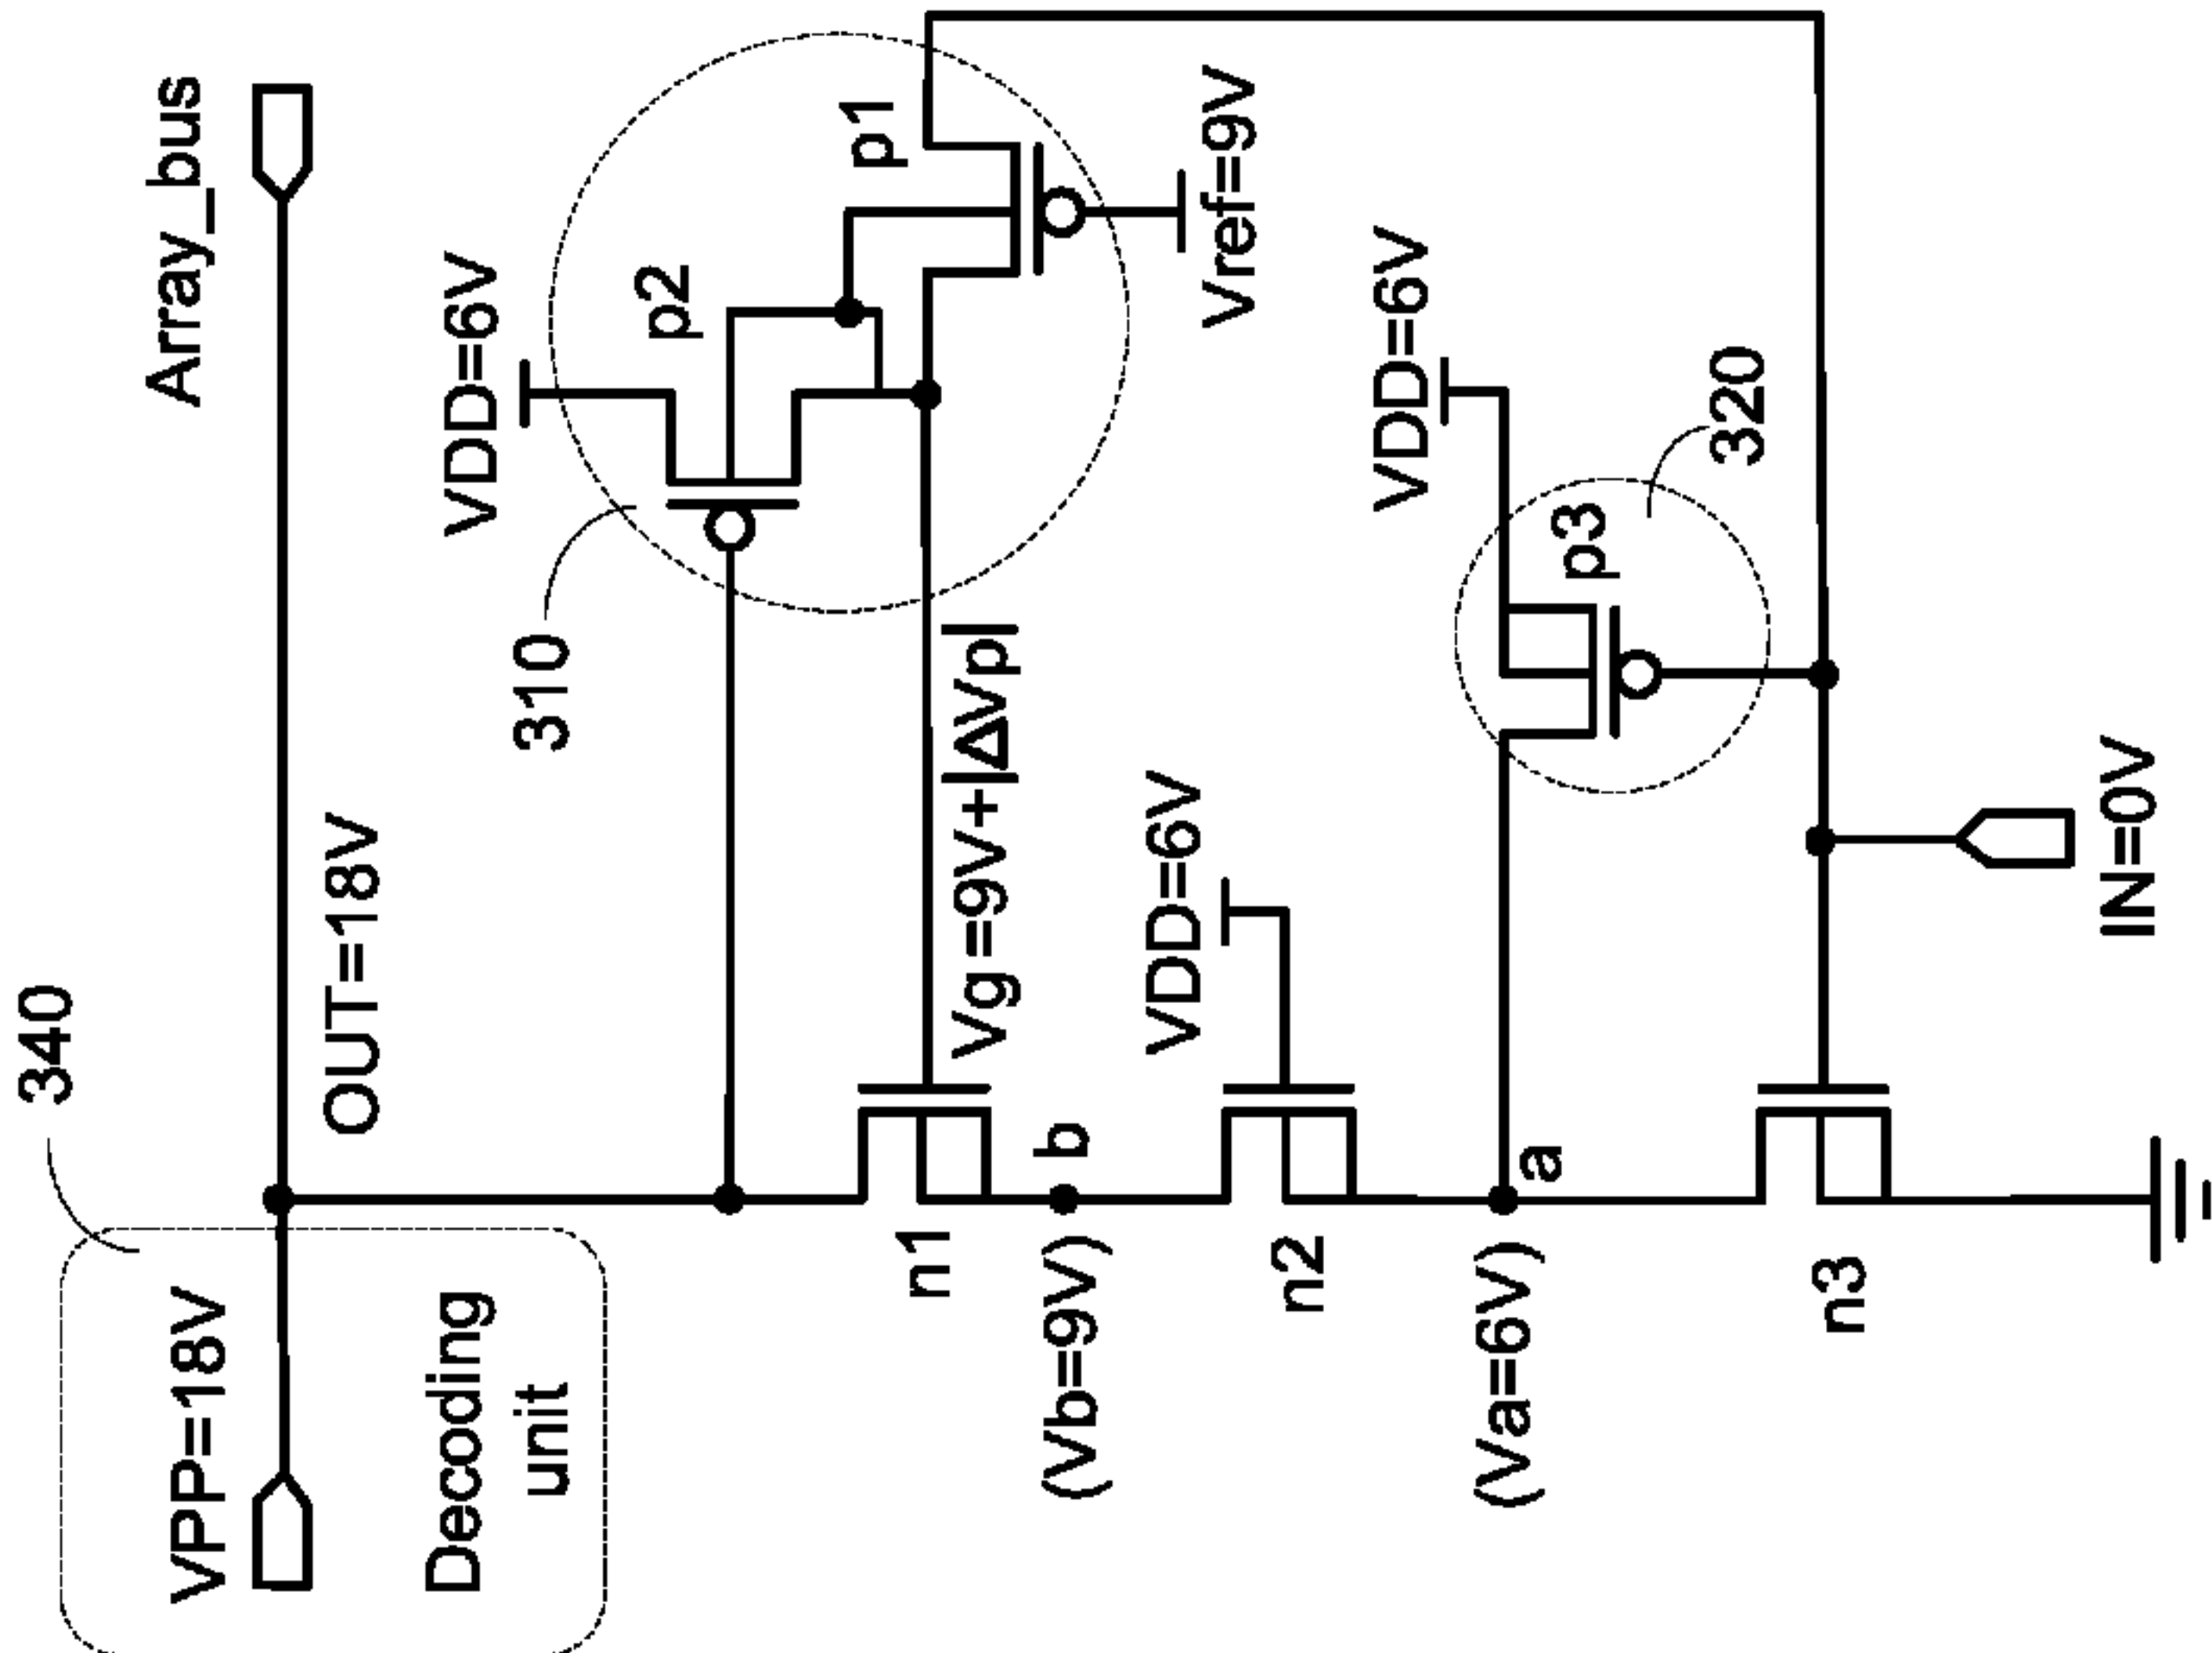 340
VPP=18V
Decoding
unit
OUT=18V
Array_bus
VDD=6V
310
p2
p1
Vref=9V
Vg =9V+|ΔVp|
n1
b
(Vb=9V)
VDD=6V
n2
VDD=6V
320
p3
a
(Va=6V)
n3
IN=0V